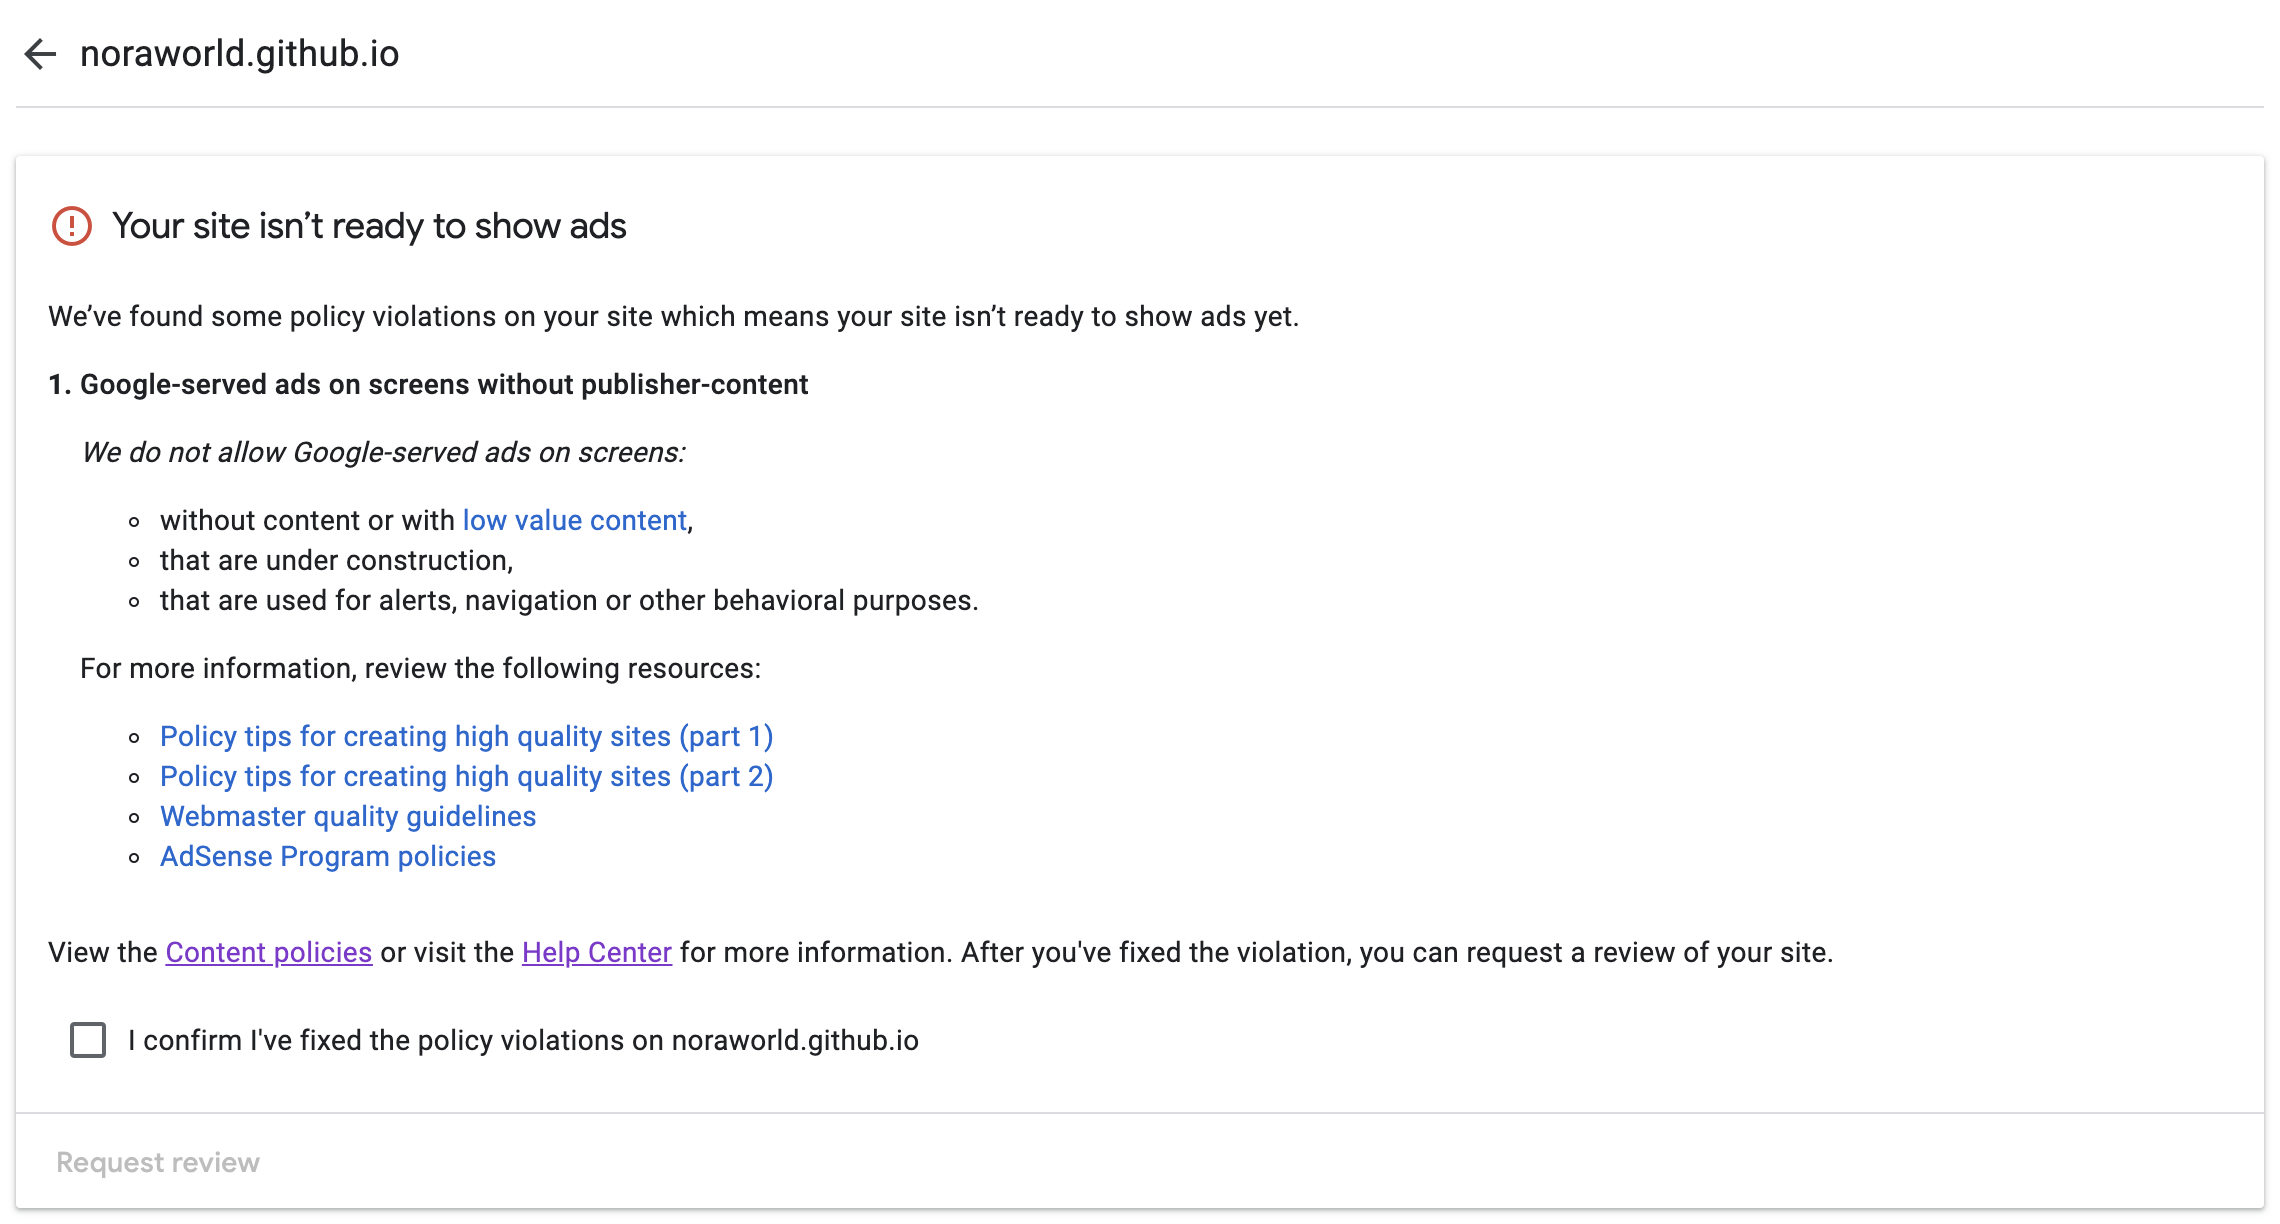 noraworld.github.io
Your site isn’t ready to show ads
We’ve found some policy violations on your site which means your site isn’t ready to show ads yet.
1. Google-served ads on screens without publisher-content
We do not allow Google-served ads on screens:
without content or with low value content,
that are under construction,
that are used for alerts, navigation or other behavioral purposes.
For more information, review the following resources:
Policy tips for creating high quality sites (part 1)
Policy tips for creating high quality sites (part 2)
Webmaster quality guidelines
AdSense Program policies
View the Content policies or visit the Help Center for more information. After you've fixed the violation, you can request a review of your site.
I confirm I've fixed the policy violations on noraworld.github.io
Request review